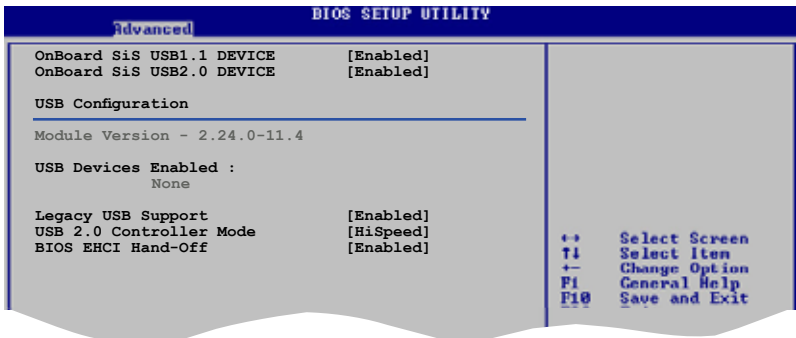 BIOS SETUP UTILITY
Advanced
OnBoard SiS USB1.1 DEVICE [Enabled]
OnBoard SiS USB2.0 DEVICE [Enabled]
USB Configuration
Module Version - 2.24.0-11.4
USB Devices Enabled :
None
Legacy USB Support [Enabled]
USB 2.0 Controller Mode [HiSpeed]
BIOS EHCI Hand-Off [Enabled]
↔ Select Screen
↑↓ Select Item
+- Change Option
F1 General Help
F10 Save and Exit